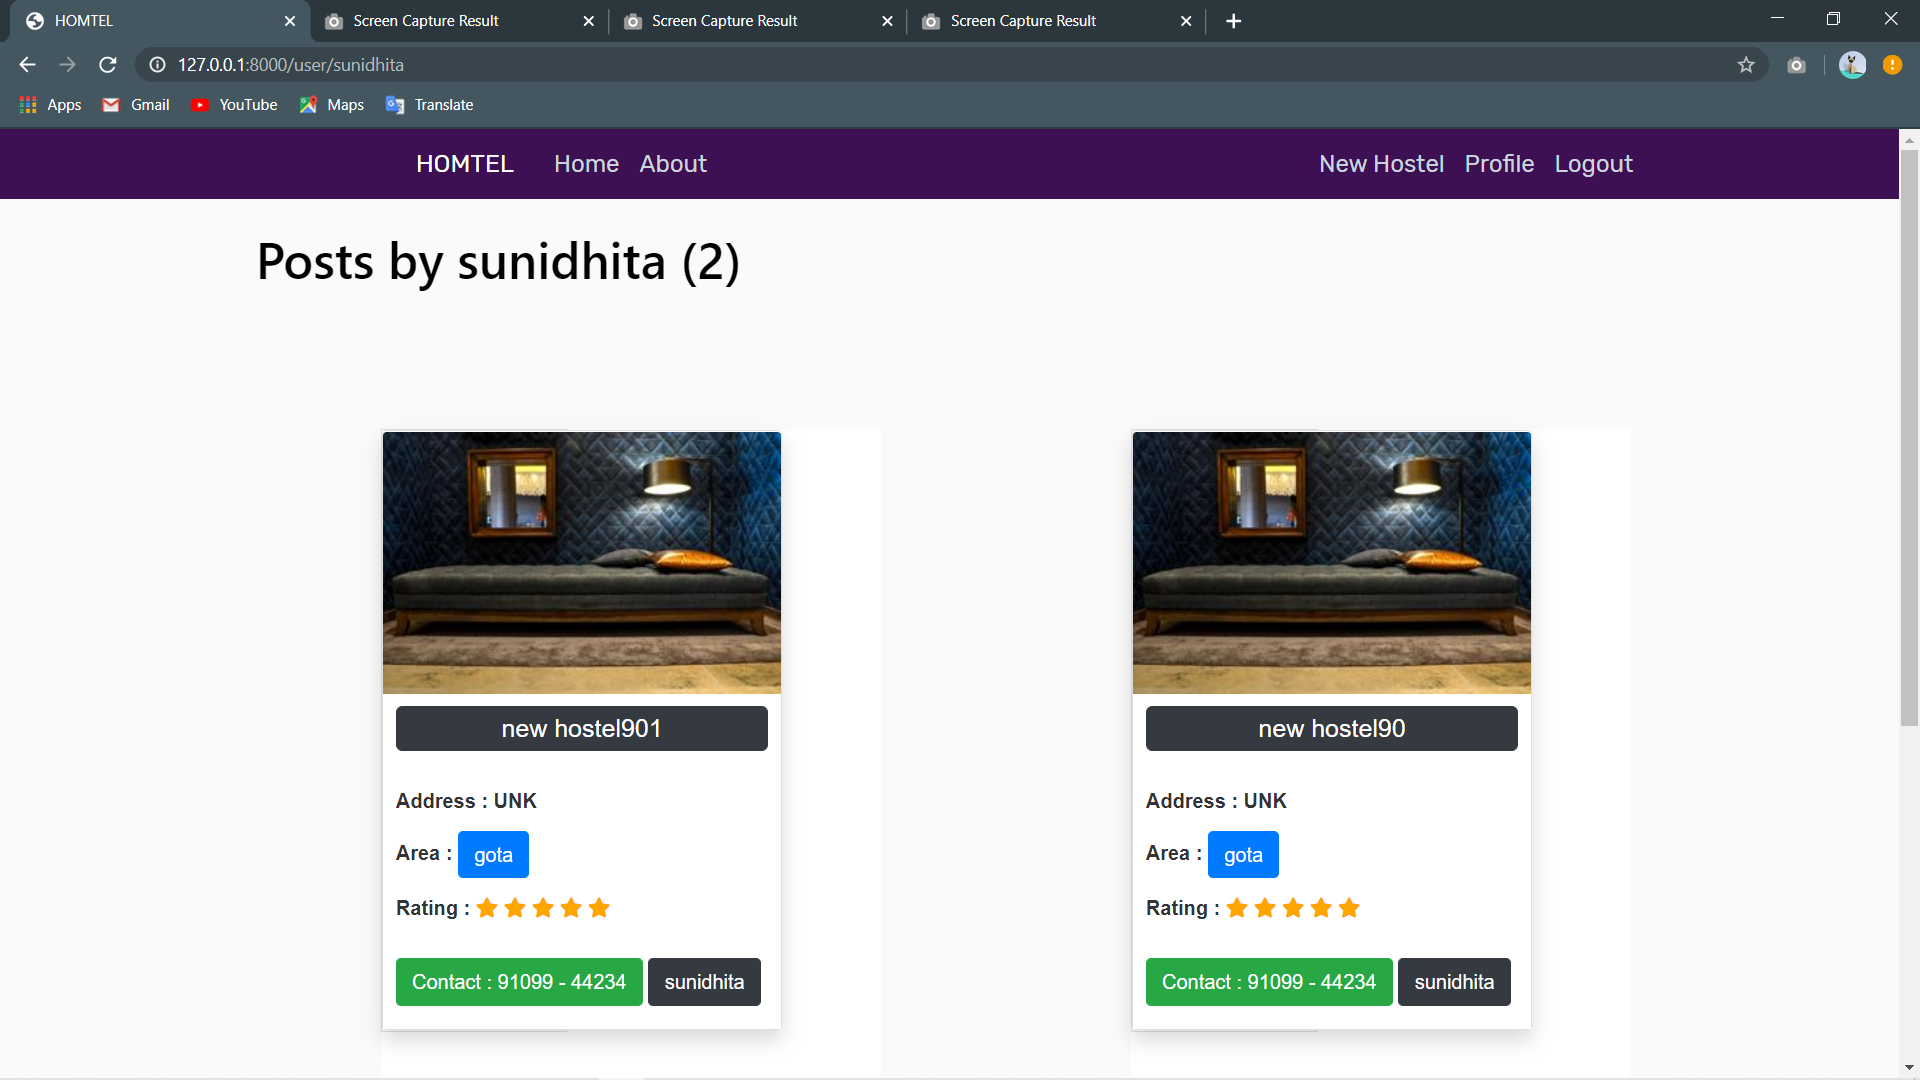 HOMTEL Screen Capture Result Screen Capture Result Screen Capture Result
127.0.0.1:8000/user/sunidhita
Apps Gmail YouTube Maps Translate
HOMTEL Home About New Hostel Profile Logout
Posts by sunidhita (2)
new hostel901
Address : UNK
Area : gota
Rating :
Contact : 91099 - 44234 sunidhita
new hostel90
Address : UNK
Area : gota
Rating :
Contact : 91099 - 44234 sunidhita